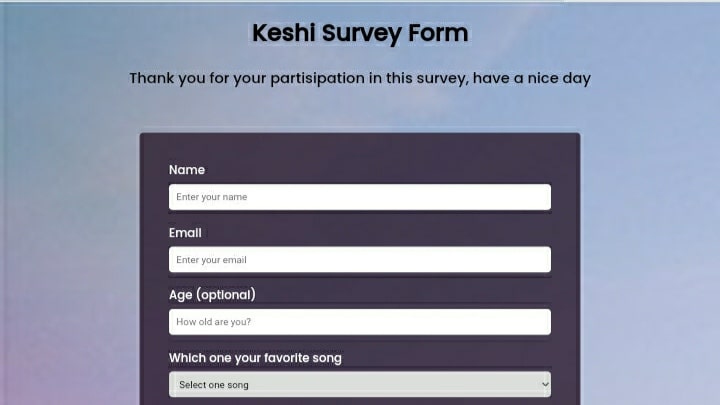 Keshi Survey Form
Thank you for your partisipation in this survey, have a nice day
Name
Enter your name
Email
Enter your email
Age (optional)
How old are you?
Which one your favorite song
Select one song